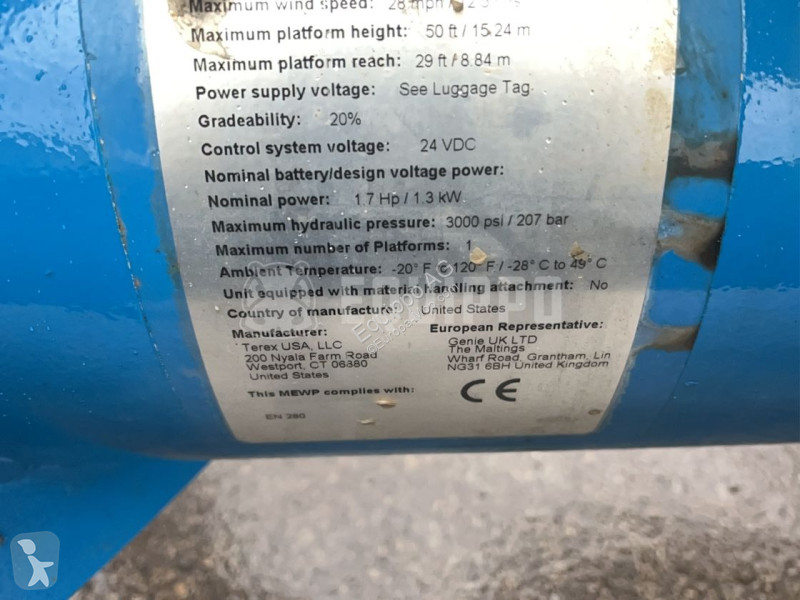 Maximum wind speed: 28 mph /
Maximum platform height: 50 ft / 15.24 m
Maximum platform reach: 29 ft / 8.84 m
Power supply voltage: See Luggage Tag
Gradeability: 20%
Control system voltage: 24 VDC
Nominal battery/design voltage power:
Nominal power: 1.7 Hp / 1.3 kW
Maximum hydraulic pressure: 3000 psi / 207 bar
Maximum number of Platforms: 1
Ambient Temperature: -20° F 120° F / -28° C to 49° C
Unit equipped with material handling attachment: No
Country of manufacture: United States
Manufacturer:
Terex USA, LLC
200 Nyala Farm Road
Westport, CT 06880
United States
European Representative:
Genie UK LTD
The Maltings
Wharf Road, Grantham, Lin
NG31 6BH United Kingdom
This MEWP complies with:
CE
EN 280